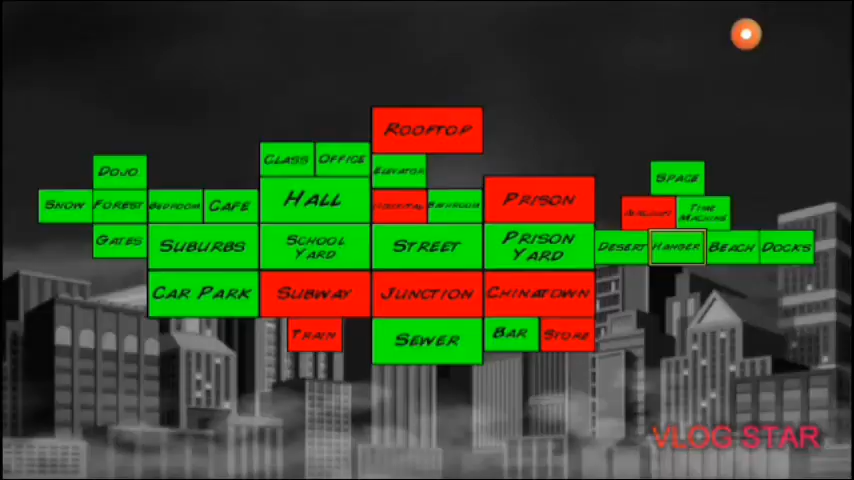 ROOFTOP
CLASS OFFICE
DOJO ELEVATOR
SPACE
SNOW FOREST BEDROOM CAFE HALL HOSPITAL BATHROOM PRISON
TIME MACHINE
GATES SUBURBS SCHOOL YARD STREET PRISON YARD DESERT HANGER BEACH DOCKS
CAR PARK SUBWAY JUNCTION CHINATOWN
TRAIN SEWER BAR STORE
VLOG STAR